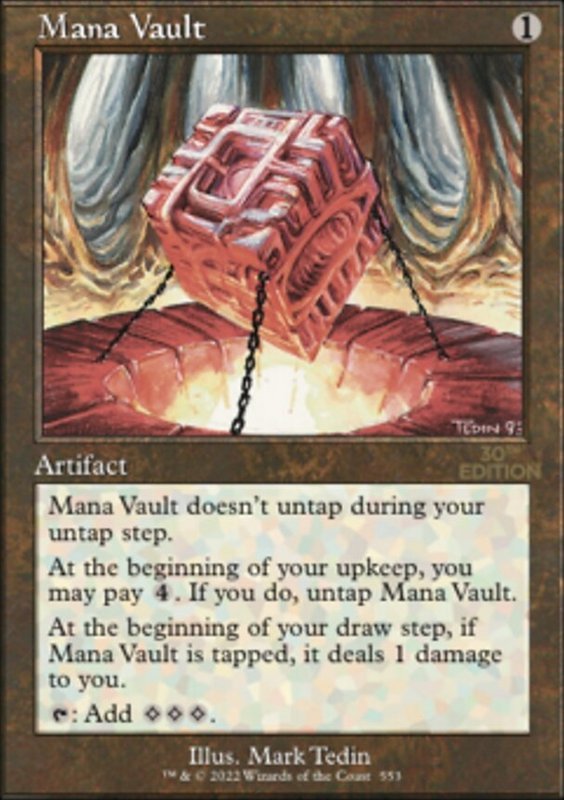 Mana Vault 1
TEDIN
Artifact
30TH
EDITION
Mana Vault doesn't untap during your
untap step.
At the beginning of your upkeep, you
may pay 4. If you do, untap Mana Vault.
At the beginning of your draw step, if
Mana Vault is tapped, it deals 1 damage
to you.
: Add .
Illus. Mark Tedin
™ & © 2022 Wizards of the Coast 553